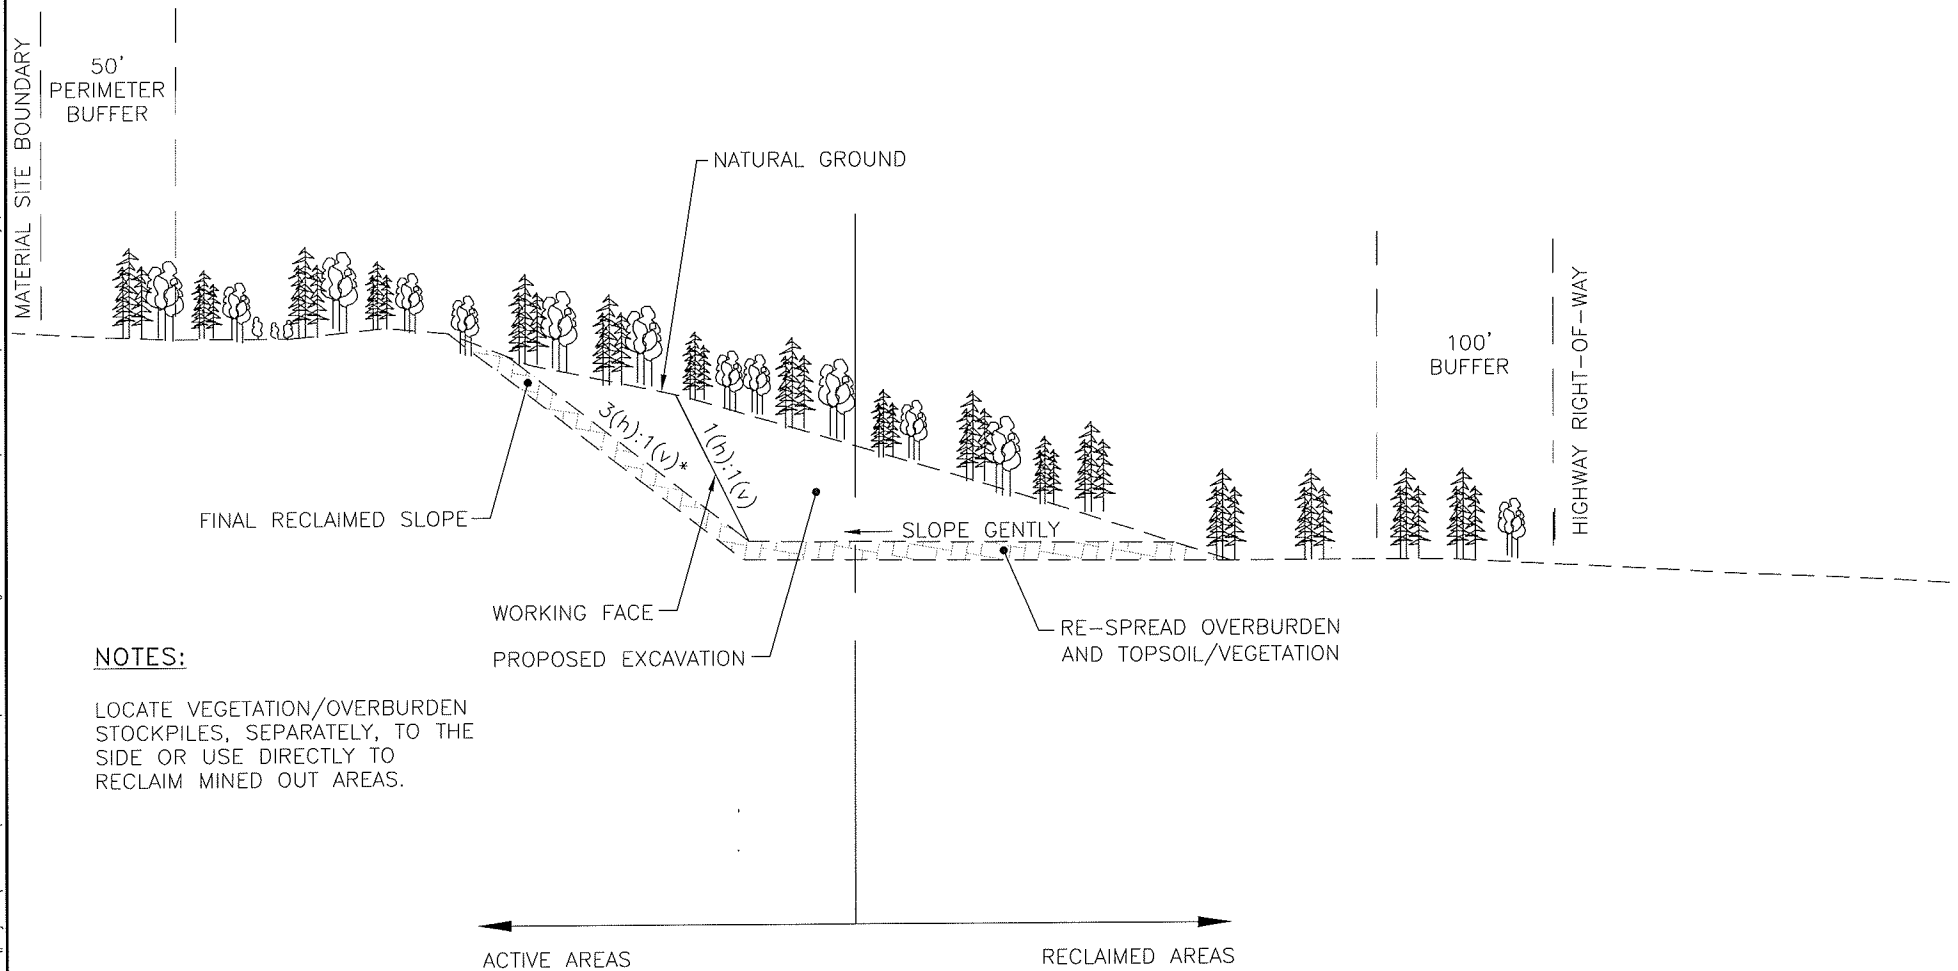 MATERIAL SITE BOUNDARY
50'
PERIMETER
BUFFER
NATURAL GROUND
100'
BUFFER
HIGHWAY RIGHT-OF-WAY
3(h):1(v)*
1(h):1(v)
FINAL RECLAIMED SLOPE
SLOPE GENTLY
WORKING FACE
PROPOSED EXCAVATION
RE-SPREAD OVERBURDEN
AND TOPSOIL/VEGETATION
NOTES:
LOCATE VEGETATION/OVERBURDEN
STOCKPILES, SEPARATELY, TO THE
SIDE OR USE DIRECTLY TO
RECLAIM MINED OUT AREAS.
ACTIVE AREAS
RECLAIMED AREAS